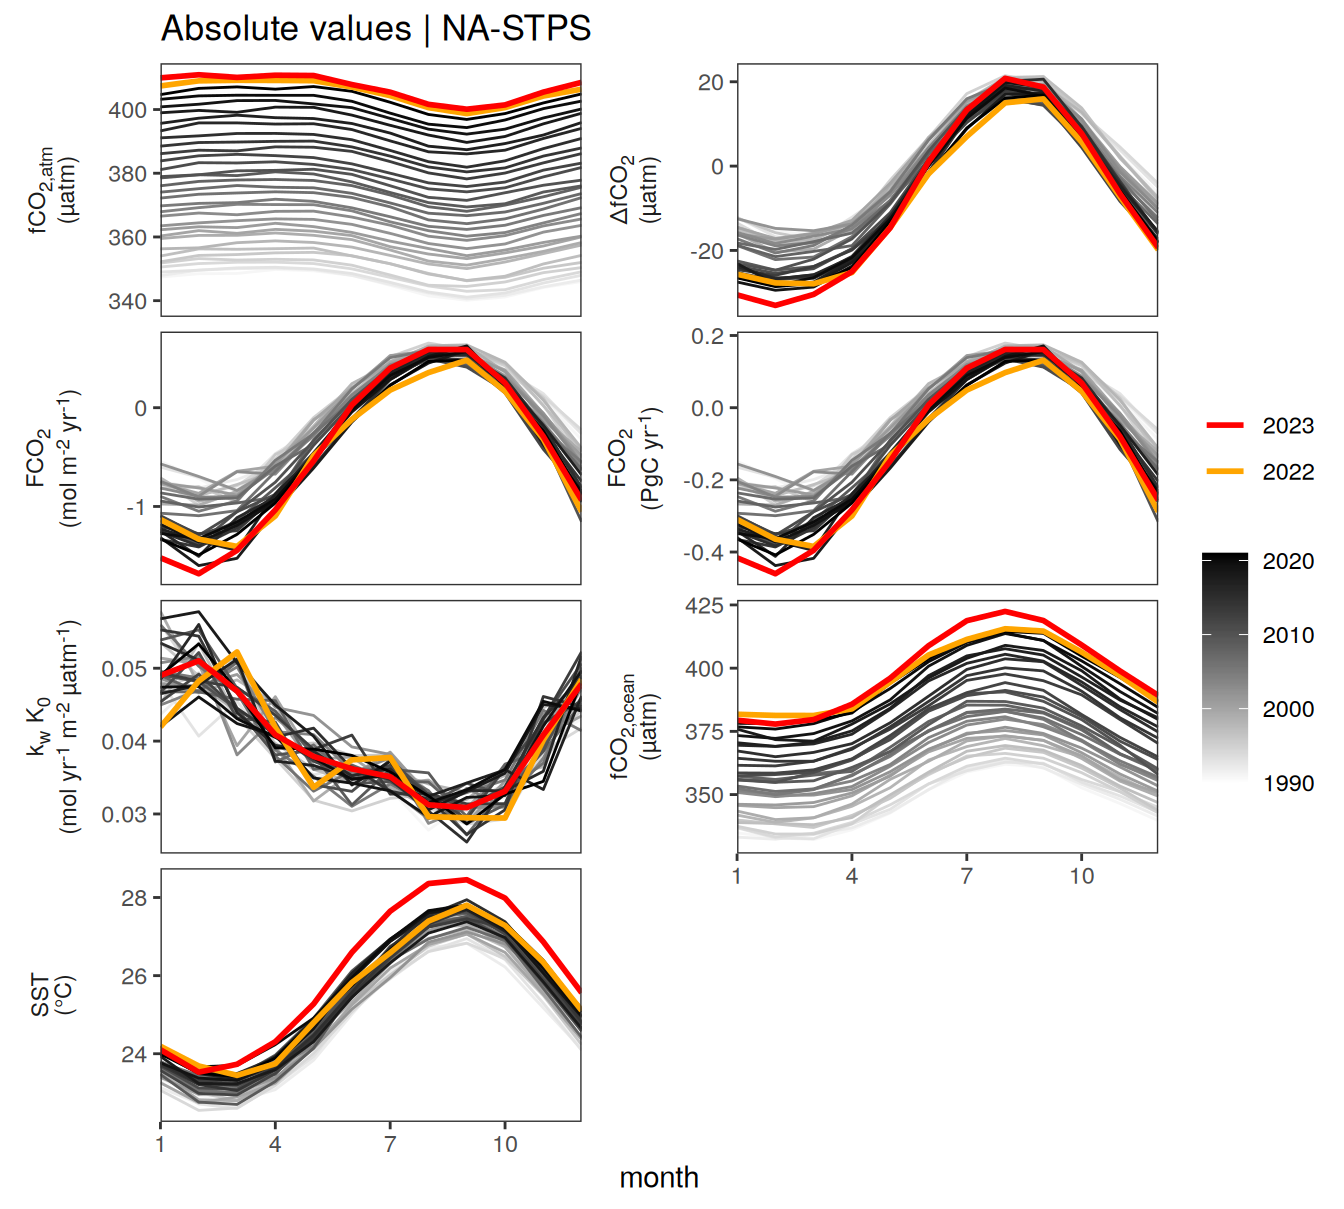 Absolute values | NA-STPS
fCO2,atm
(µatm)
400
380
360
340
ΔfCO2
(µatm)
20
0
-20
FCO2
(mol m-2 yr-1)
0
-1
FCO2
(PgC yr-1)
0.2
0.0
-0.2
-0.4
kw K0
(mol yr-1 m-2 µatm-1)
0.05
0.04
0.03
fCO2,ocean
(µatm)
425
400
375
350
1 4 7 10
SST
(°C)
28
26
24
1 4 7 10
month
2023
2022
2020
2010
2000
1990